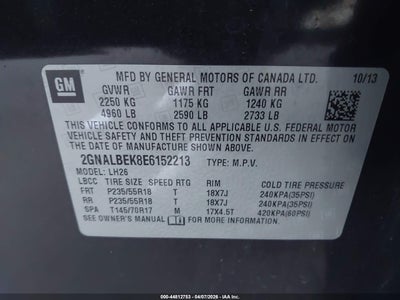 GM
MFD BY GENERAL MOTORS OF CANADA LTD. 10/13
GVWR GAWR FRT GAWR RR
2250 KG 1175 KG 1240 KG
4960 LB 2590 LB 2733 LB
THIS VEHICLE CONFORMS TO ALL APPLICABLE U.S. FEDERAL MOTOR
VEHICLE SAFETY AND THEFT PREVENTION STANDARDS IN EFFECT ON
THE DATE OF MANUFACTURE SHOWN ABOVE.
2GNALBEK8E6152213 TYPE: M.P.V.
MODEL: LH26
LBCC TIRE SIZE SPEED RTG RIM COLD TIRE PRESSURE
FRT P235/55R18 T 18X7J 240KPA(35PSI)
RR P235/55R18 T 18X7J 240KPA(35PSI)
SPA T145/70R17 M 17X4.5T 420KPA(60PSI)
SEE OWNER'S MANUAL FOR MORE INFORMATION.
000-44812753 - 04/07/2026 -